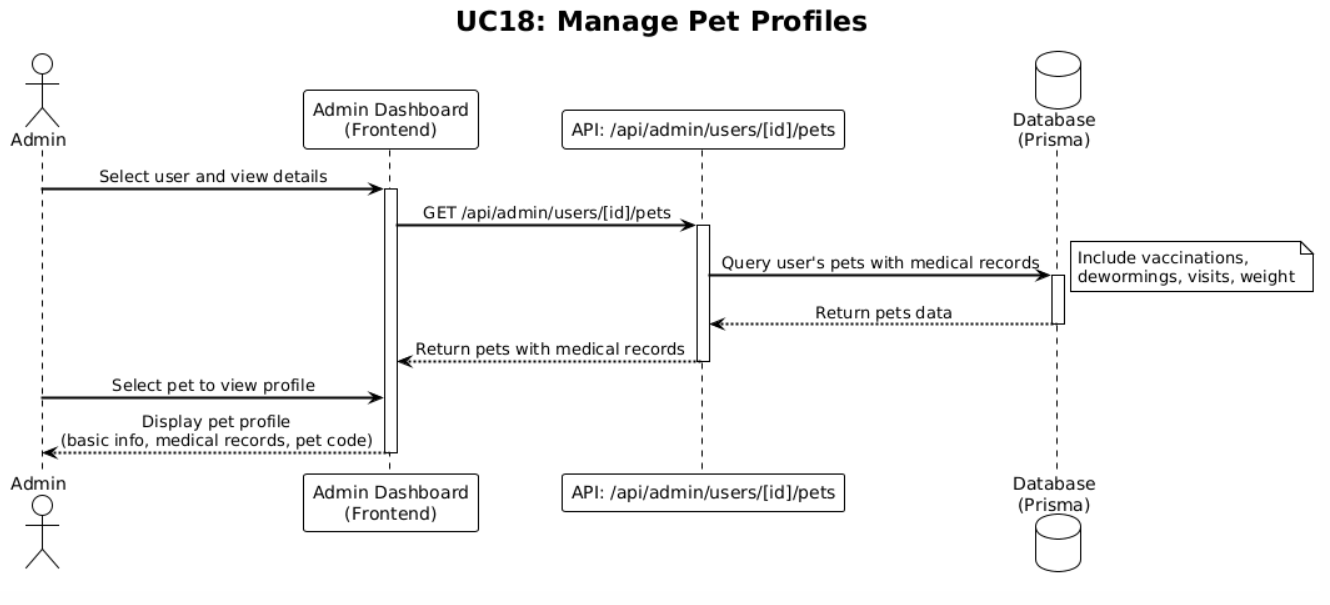 UC18: Manage Pet Profiles
Admin
Admin Dashboard
(Frontend)
API: /api/admin/users/[id]/pets
Database
(Prisma)
Select user and view details
GET /api/admin/users/[id]/pets
Query user's pets with medical records
Include vaccinations,
dewormings, visits, weight
Return pets data
Return pets with medical records
Select pet to view profile
Display pet profile
(basic info, medical records, pet code)
Admin
Admin Dashboard
(Frontend)
API: /api/admin/users/[id]/pets
Database
(Prisma)